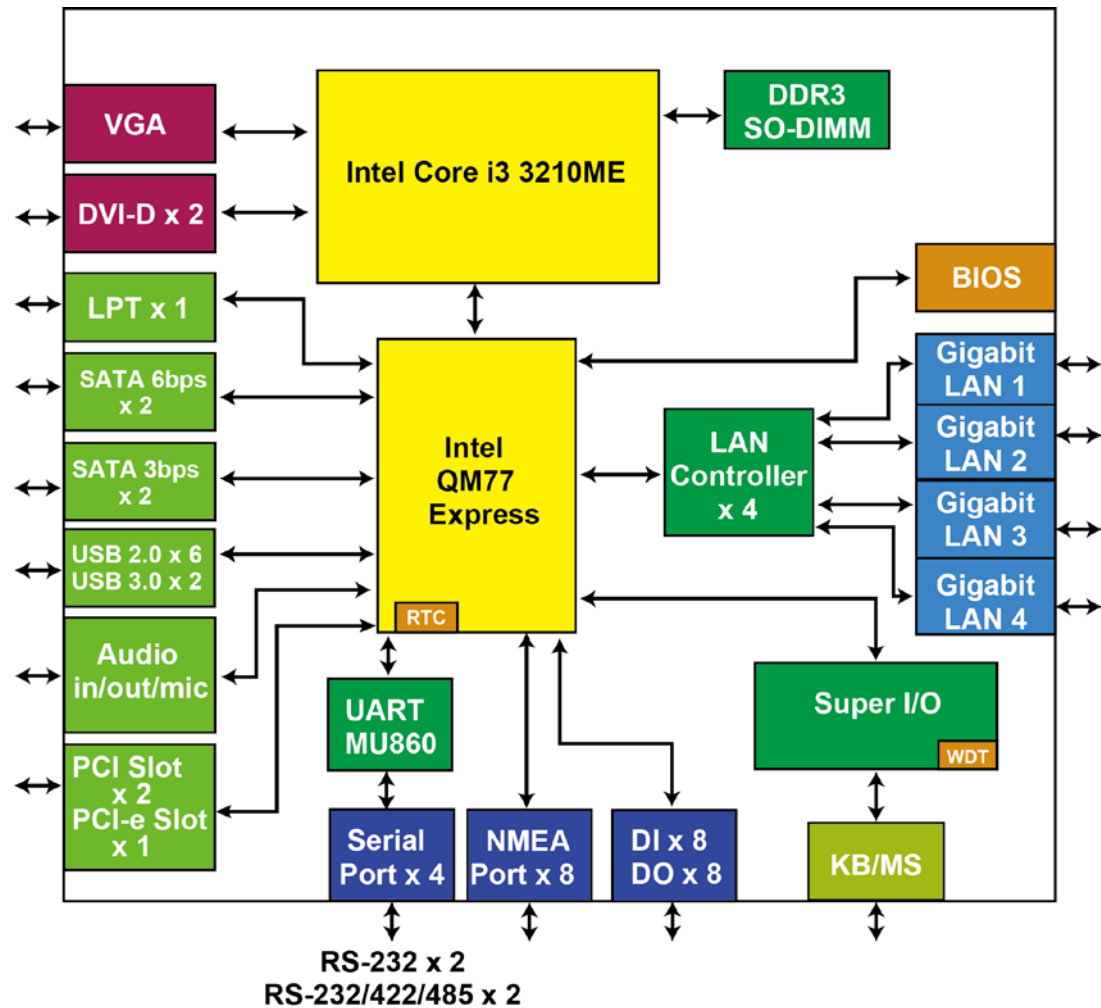 VGA
Intel Core i3 3210ME
DDR3
SO-DIMM
DVI-D x 2
BIOS
LPT x 1
Gigabit
LAN 1
SATA 6bps
x 2
Intel
QM77
Express
LAN
Controller
x 4
Gigabit
LAN 2
SATA 3bps
x 2
Gigabit
LAN 3
USB 2.0 x 6
USB 3.0 x 2
Gigabit
LAN 4
RTC
Audio
in/out/mic
UART
MU860
Super I/O
WDT
PCI Slot
x 2
PCI-e Slot
x 1
Serial
Port x 4
NMEA
Port x 8
DI x 8
DO x 8
KB/MS
RS-232 x 2
RS-232/422/485 x 2